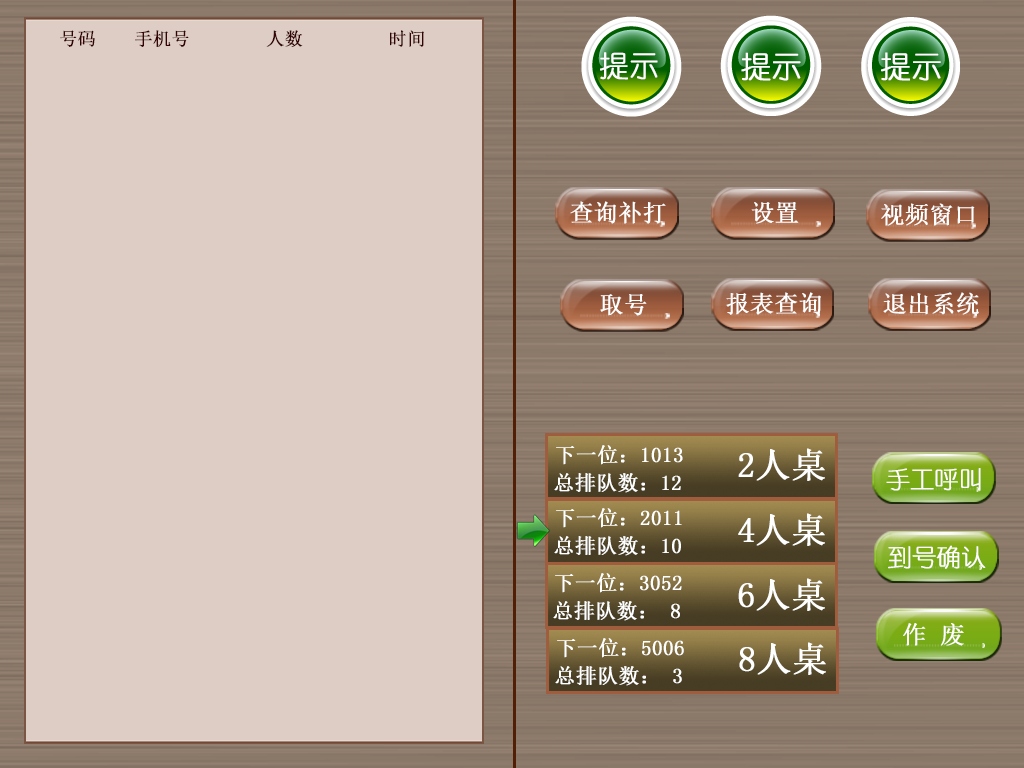 号码 手机号 人数 时间
提示 提示 提示
查询补打 设置 视频窗口
取号 报表查询 退出系统
下一位：1013
总排队数：12
2人桌
下一位：2011
总排队数：10
4人桌
下一位：3052
总排队数： 8
6人桌
下一位：5006
总排队数： 3
8人桌
手工呼叫
到号确认
作 废